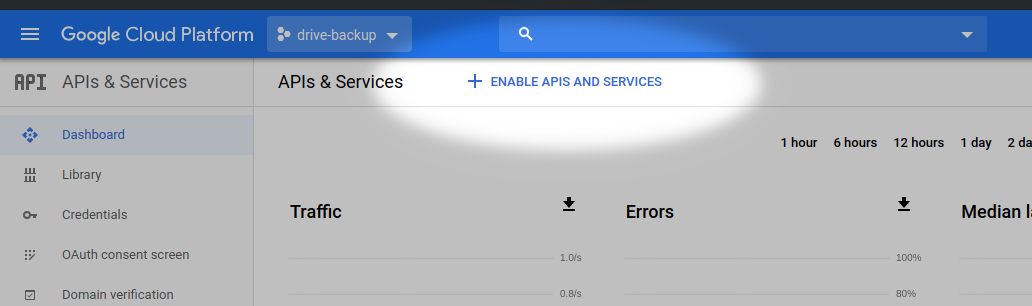 Google Cloud Platform drive-backup
API APIs & Services
APIs & Services + ENABLE APIS AND SERVICES
Dashboard
Library
Credentials
OAuth consent screen
Domain verification
1 hour 6 hours 12 hours 1 day 2 da
Traffic
1.0/s
0.8/s
Errors
100%
80%
Median